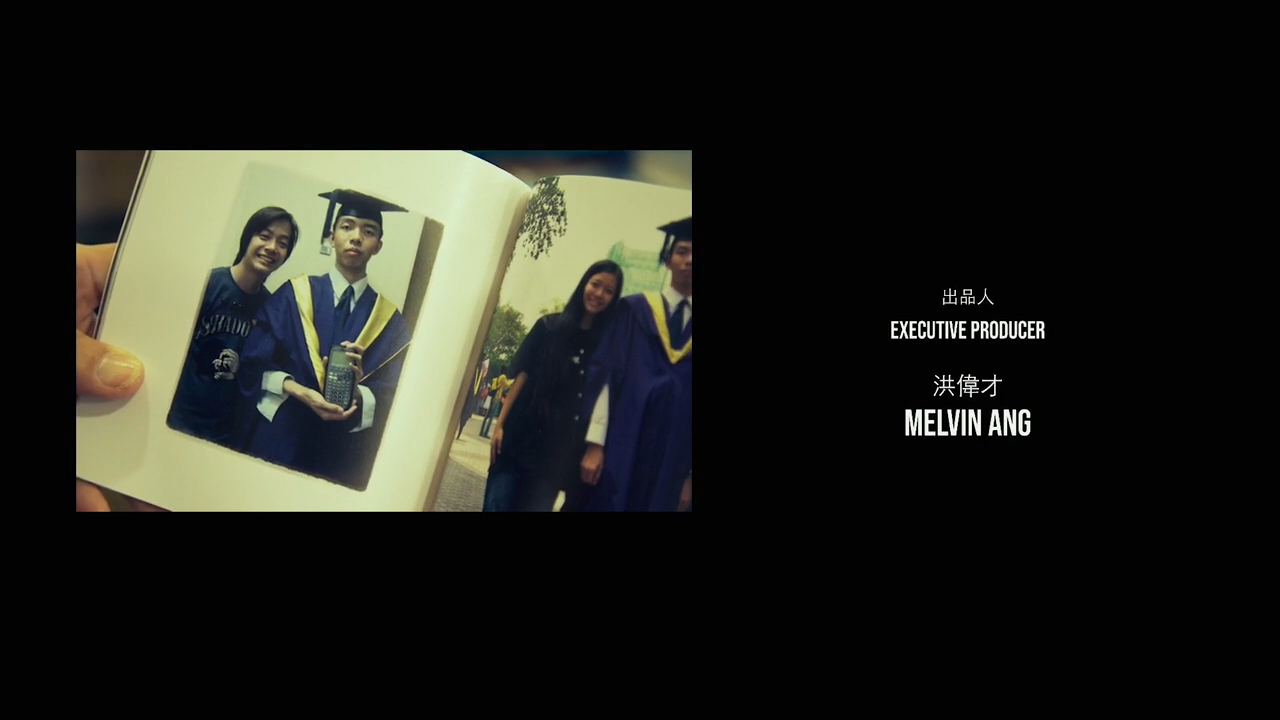 出品人
EXECUTIVE PRODUCER
洪偉才
MELVIN ANG